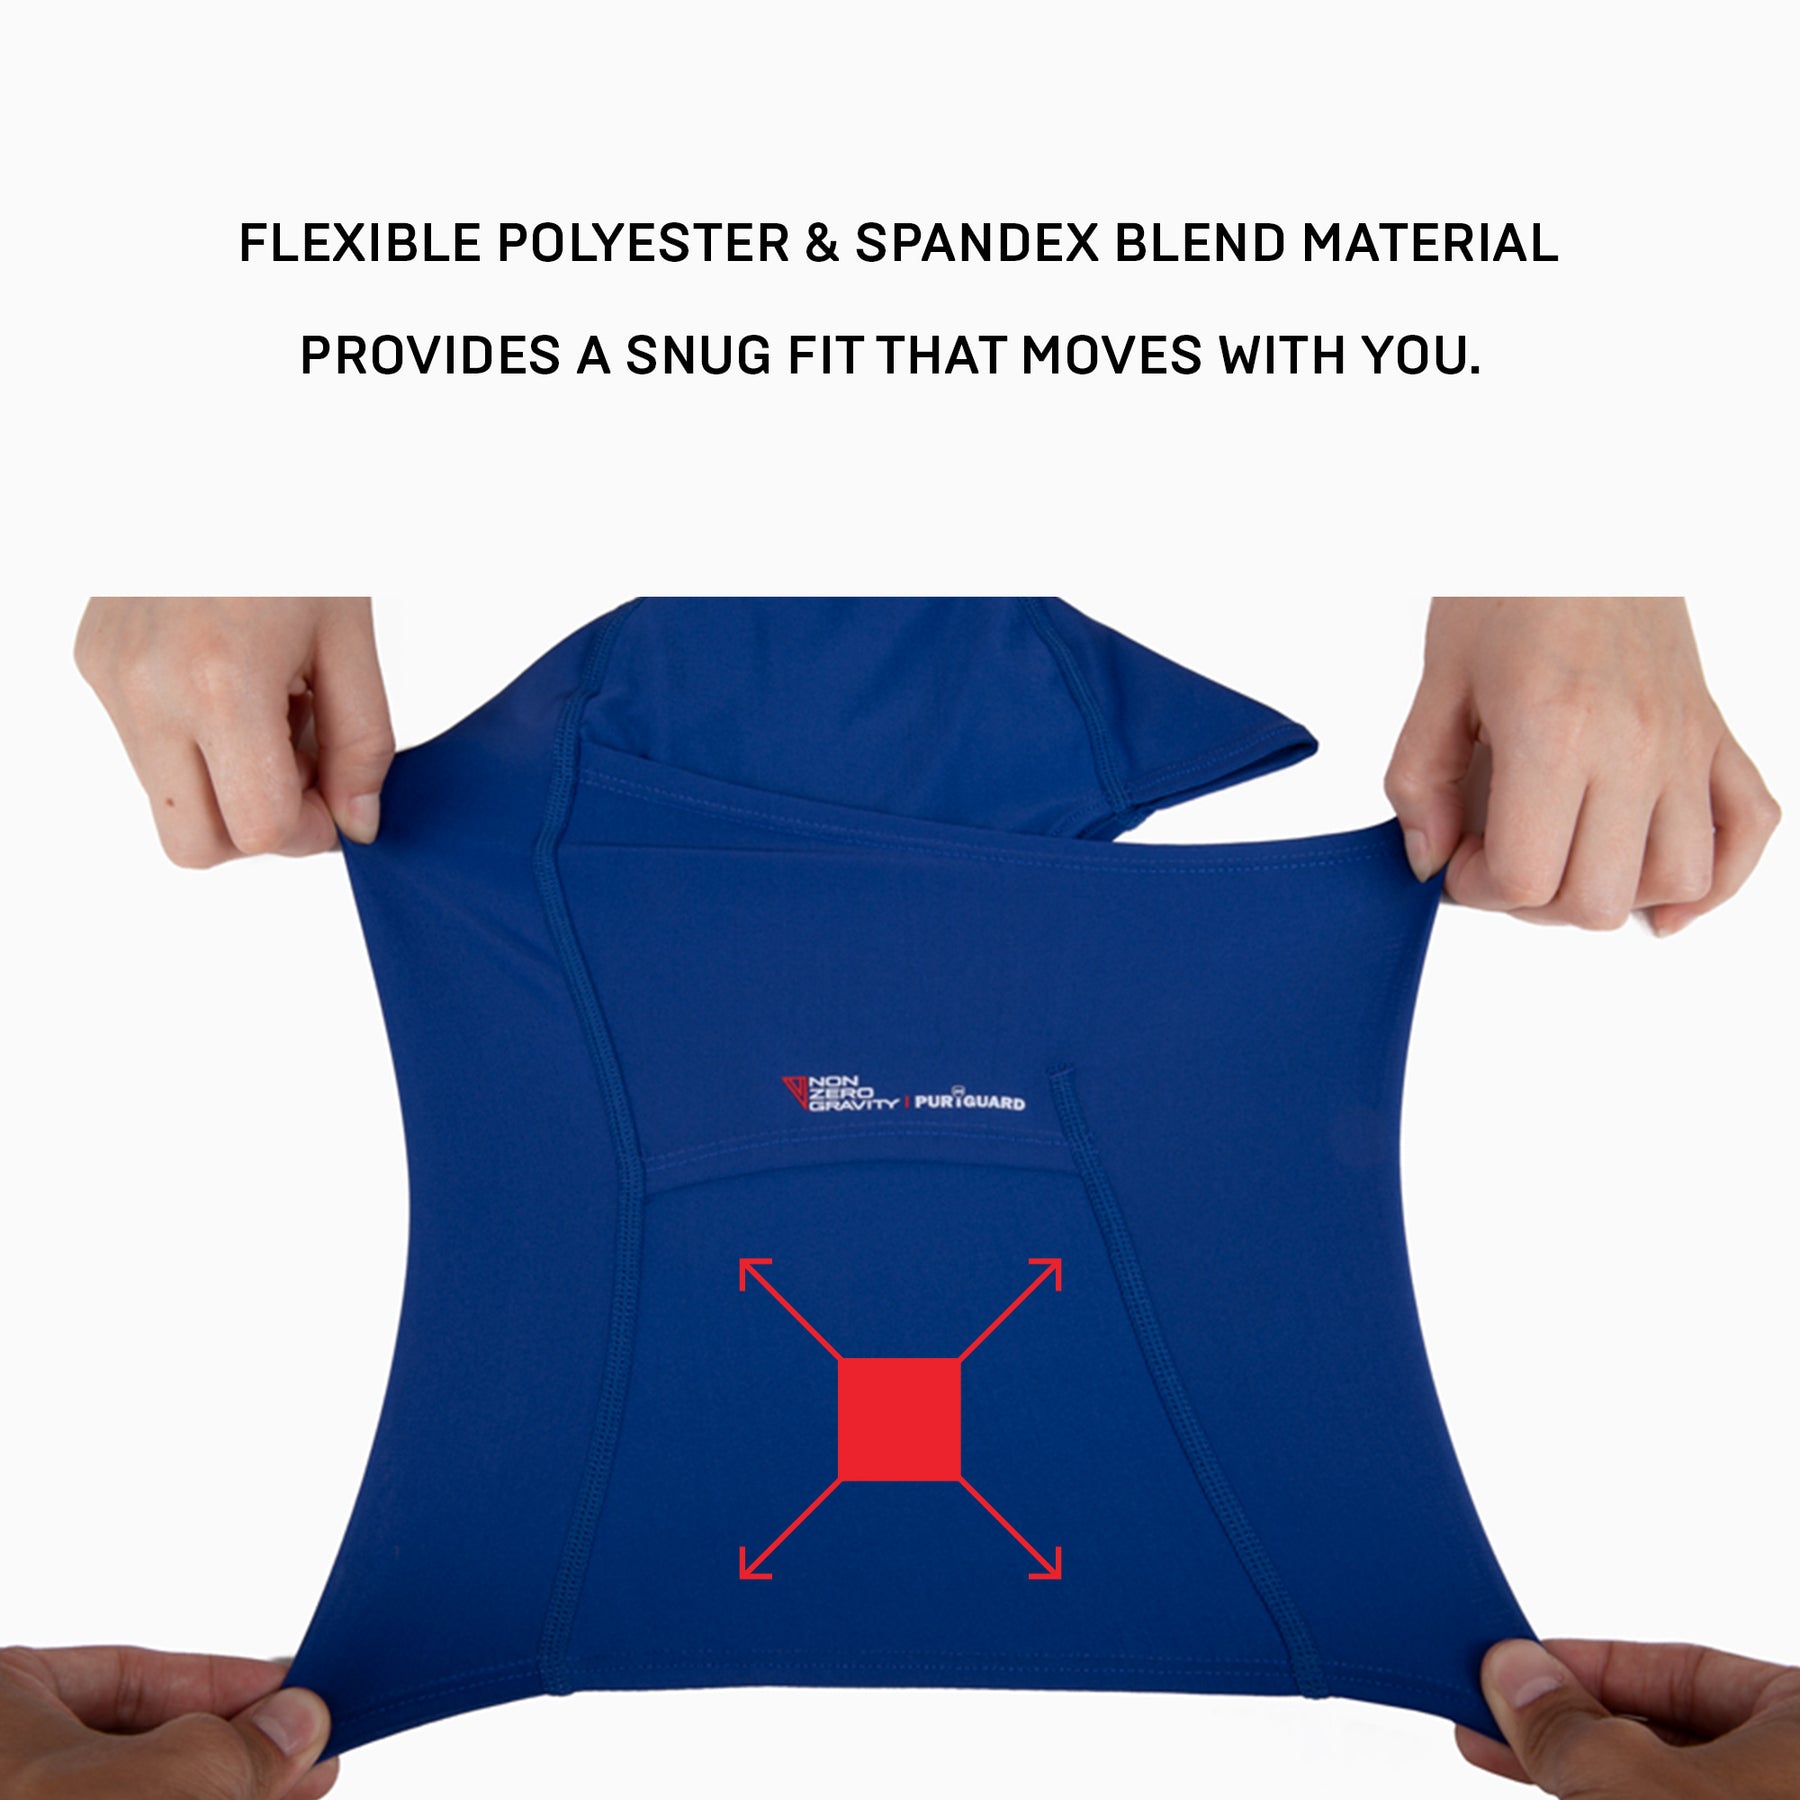 FLEXIBLE POLYESTER & SPANDEX BLEND MATERIAL
PROVIDES A SNUG FIT THAT MOVES WITH YOU.
NON
ZERO
GRAVITY | PURIGUARD